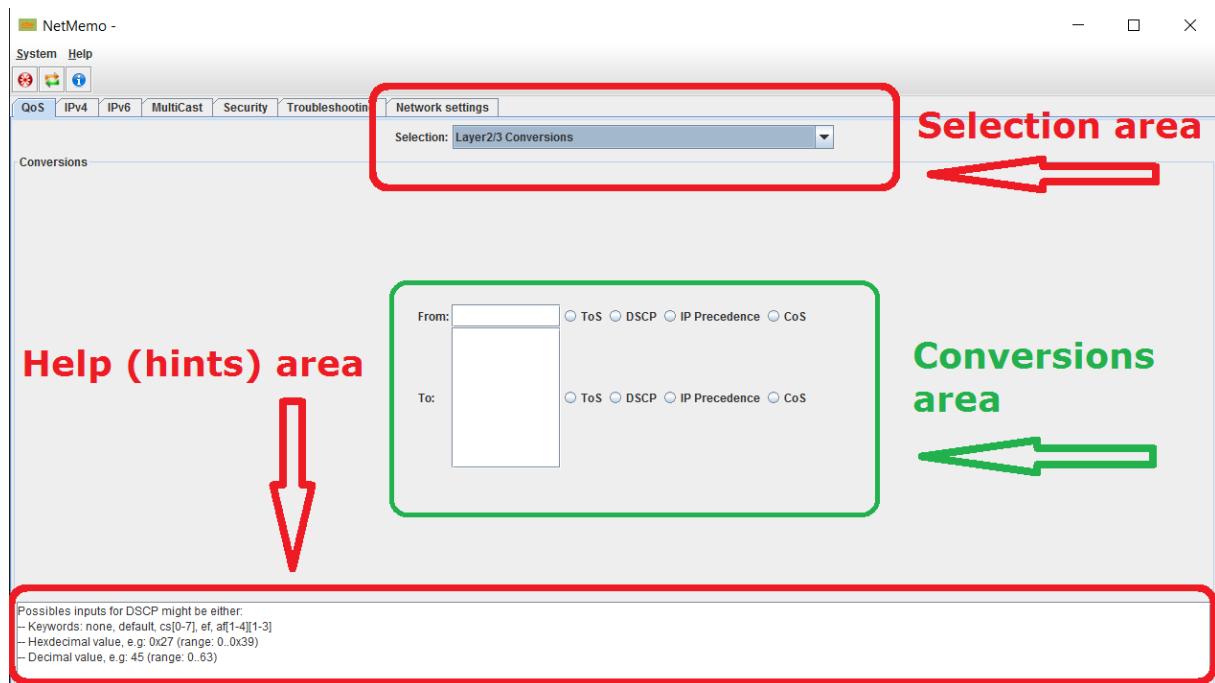 NetMemo -
System Help
QoS IPv4 IPv6 MultiCast Security Troubleshooting Network settings
Selection: Layer2/3 Conversions
Selection area
Conversions
From: ToS DSCP IP Precedence CoS
Help (hints) area
Conversions
area
To: ToS DSCP IP Precedence CoS
Possibles inputs for DSCP might be either:
-- Keywords: none, default, cs[0-7], ef, af[1-4][1-3]
-- Hexdecimal value, e.g: 0x27 (range: 0..0x39)
-- Decimal value, e.g: 45 (range: 0..63)